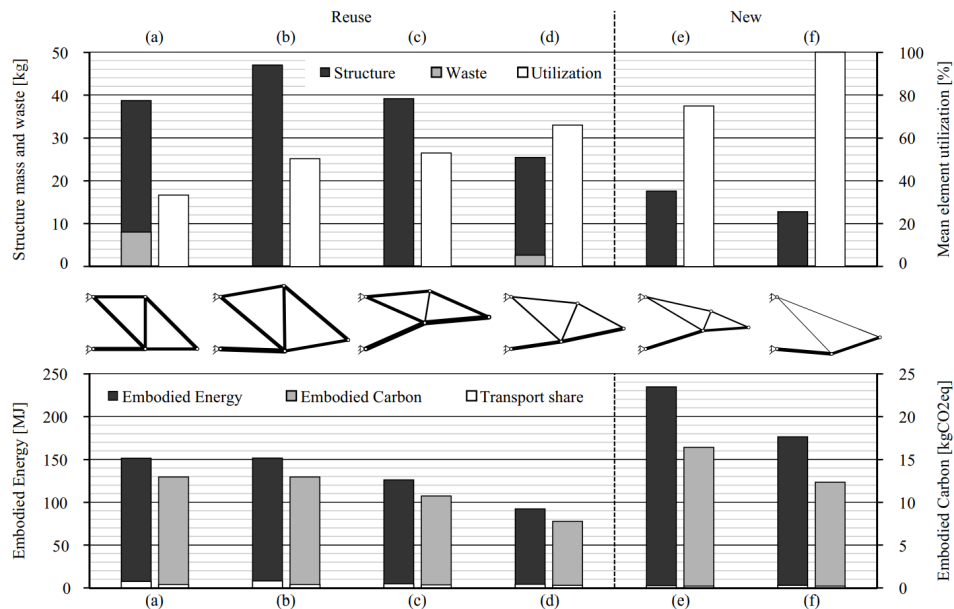 Reuse New
(a) (b) (c) (d) (e) (f)
Structure mass and waste [kg]
50
40
30
20
10
0
Structure Waste Utilization
100
80
60
40
20
0
Mean element utilization [%]
Embodied Energy [MJ]
250
200
150
100
50
0
Embodied Energy Embodied Carbon Transport share
25
20
15
10
5
0
Embodied Carbon [kgCO2eq]
(a) (b) (c) (d) (e) (f)